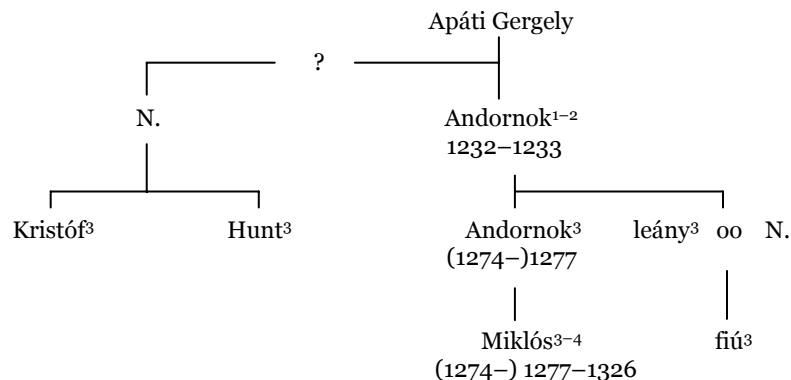 Apáti Gergely
?
N. Andornok¹⁻²
1232–1233
Kristóf³ Hunt³ Andornok³ leány³ oo N.
(1274–)1277
Miklós³⁻⁴ fiú³
(1274–) 1277–1326